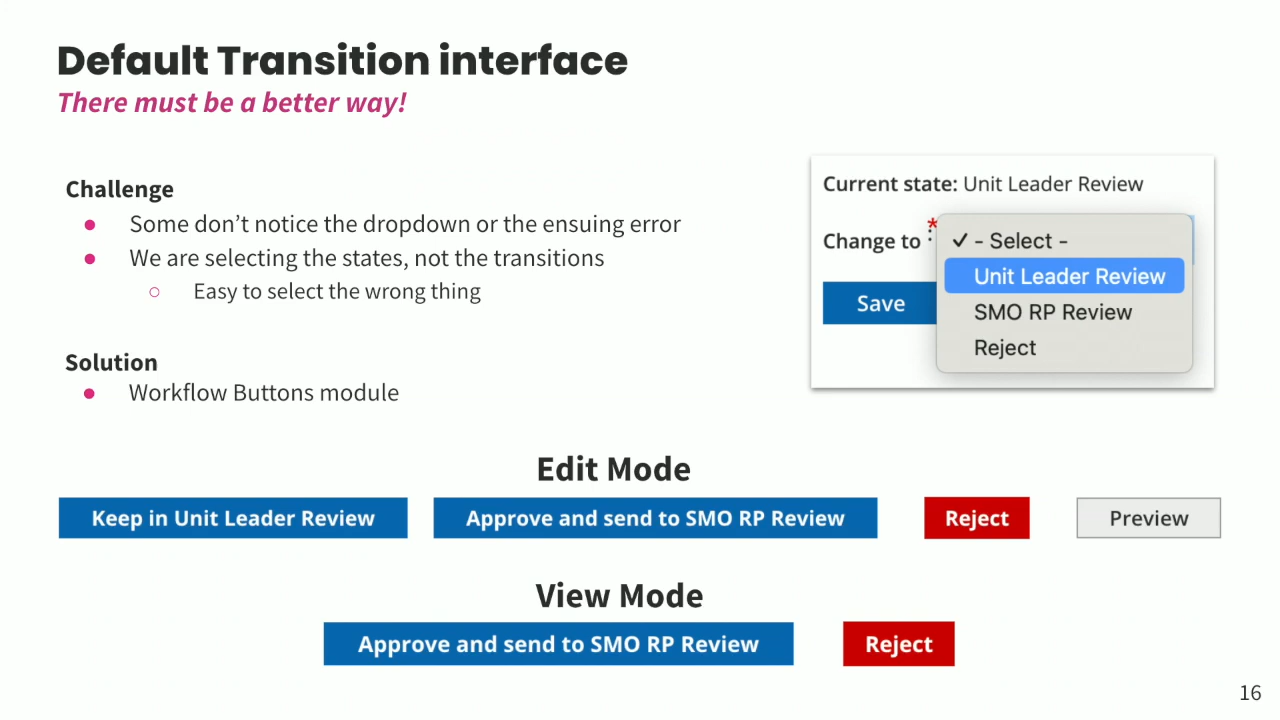 Default Transition interface
There must be a better way!
Challenge
● Some don’t notice the dropdown or the ensuing error
● We are selecting the states, not the transitions
○ Easy to select the wrong thing
Solution
● Workflow Buttons module
Current state: Unit Leader Review
Change to *
✓ - Select -
Unit Leader Review
SMO RP Review
Reject
Save
Edit Mode
Keep in Unit Leader Review Approve and send to SMO RP Review Reject Preview
View Mode
Approve and send to SMO RP Review Reject
16